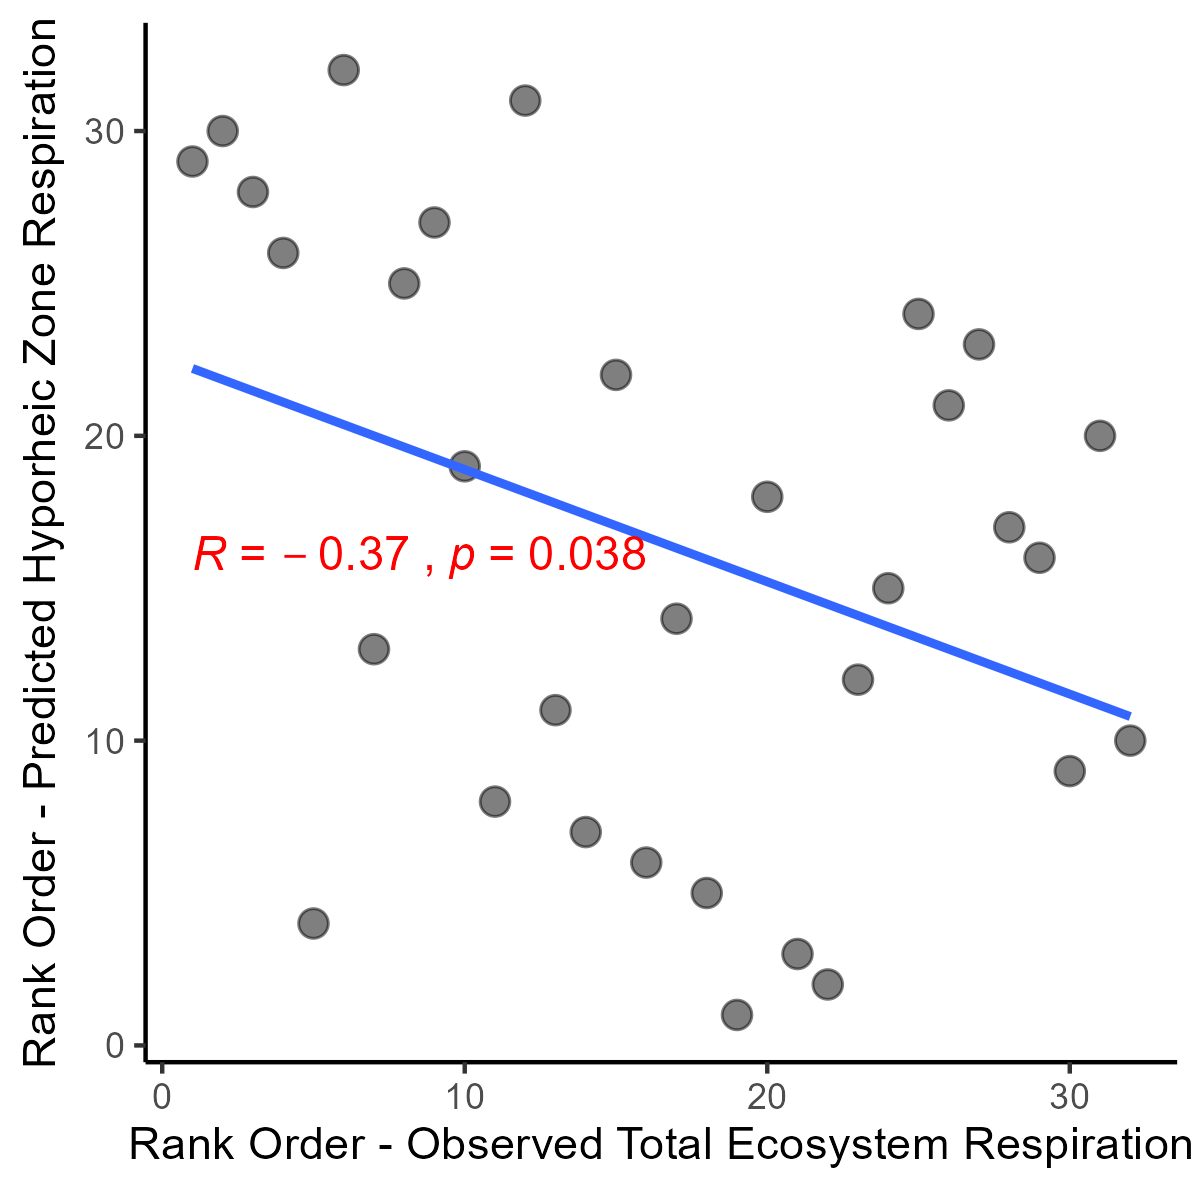 Rank Order - Predicted Hyporheic Zone Respiration
30
20
10
0
R = − 0.37 , p = 0.038
0 10 20 30
Rank Order - Observed Total Ecosystem Respiration